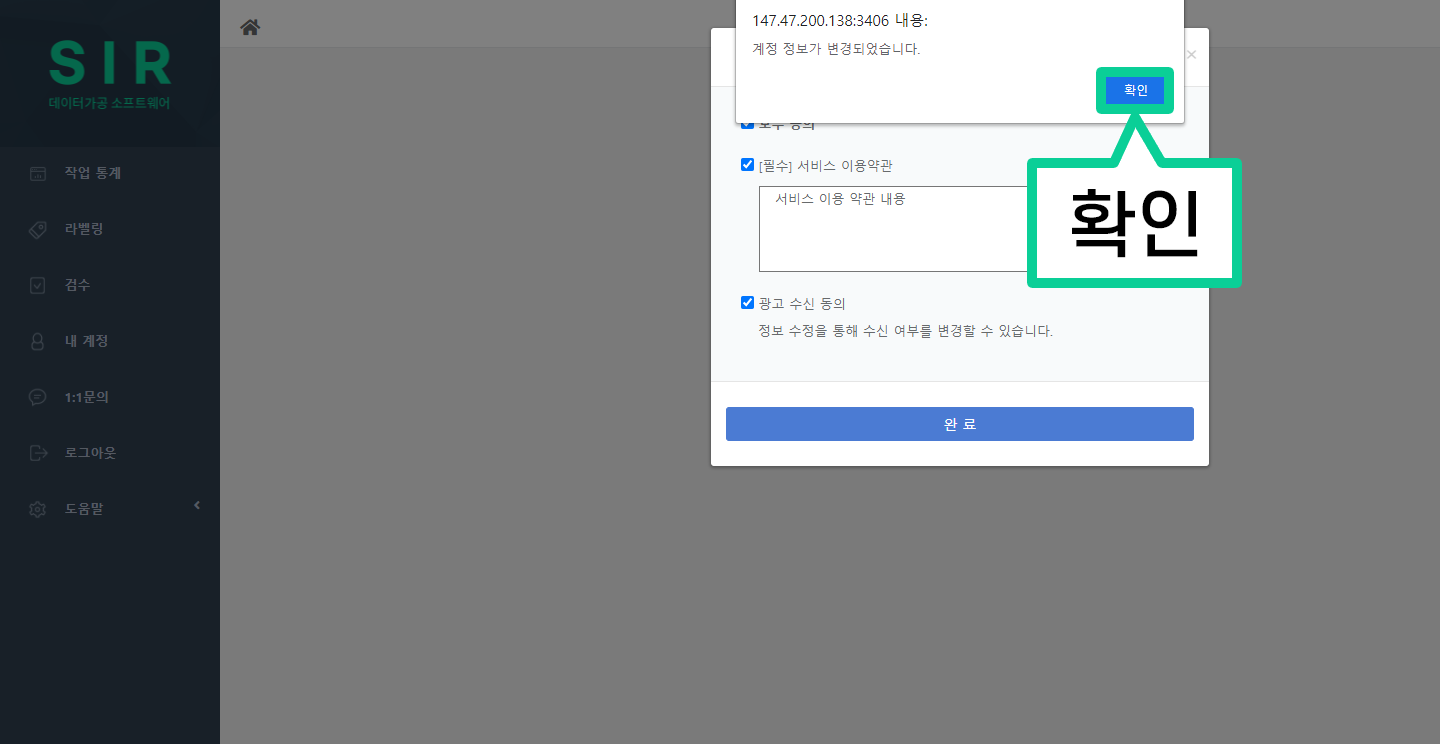 SIR
데이터가공 소프트웨어
작업 통계
라벨링
검수
내 계정
1:1문의
로그아웃
도움말
147.47.200.138:3406 내용:
계정 정보가 변경되었습니다.
확인
확인
모두 동의
[필수] 서비스 이용약관
서비스 이용 약관 내용
광고 수신 동의
정보 수정을 통해 수신 여부를 변경할 수 있습니다.
완 료